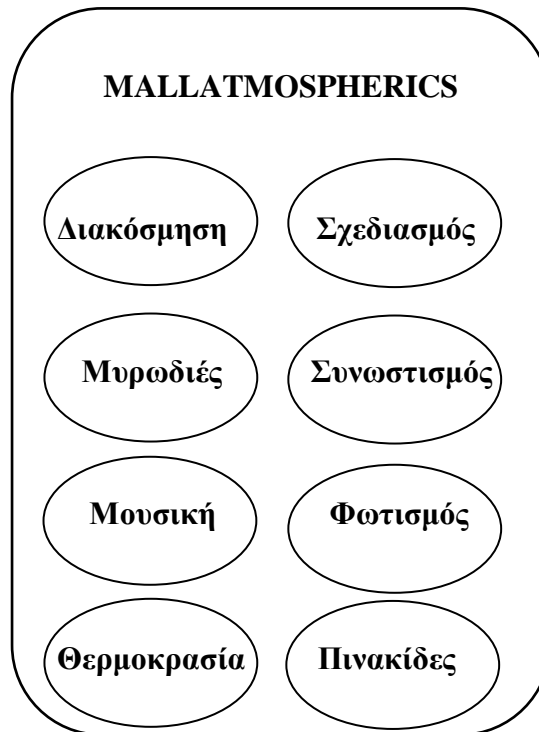 MALLATMOSPHERICS
Διακόσμηση Σχεδιασμός
Μυρωδιές Συνωστισμός
Μουσική Φωτισμός
Θερμοκρασία Πινακίδες